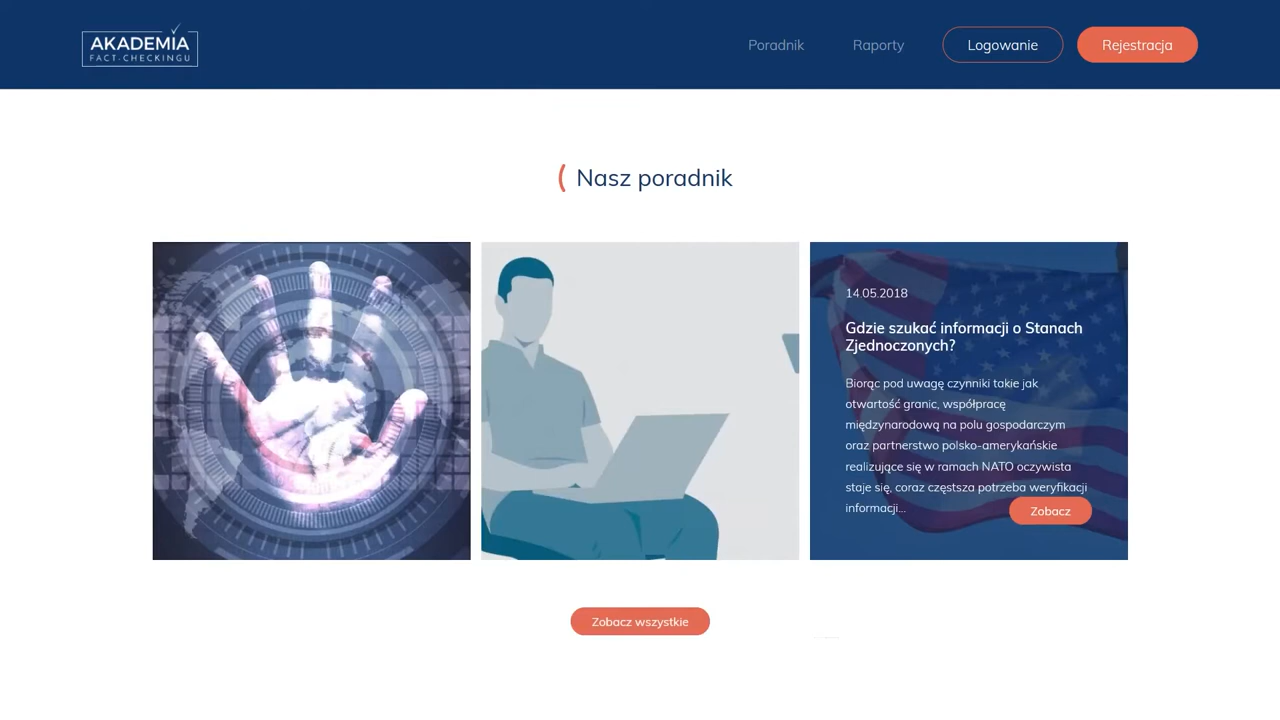 AKADEMIA
FACT-CHECKINGU
Poradnik
Raporty
Logowanie
Rejestracja
Nasz poradnik
14.05.2018
Gdzie szukać informacji o Stanach
Zjednoczonych?
Biorąc pod uwagę czynniki takie jak
otwartość granic, współpracę
międzynarodową na polu gospodarczym
oraz partnerstwo polsko-amerykańskie
realizujące się w ramach NATO oczywista
staje się, coraz częstsza potrzeba weryfikacji
informacji...
Zobacz
Zobacz wszystkie